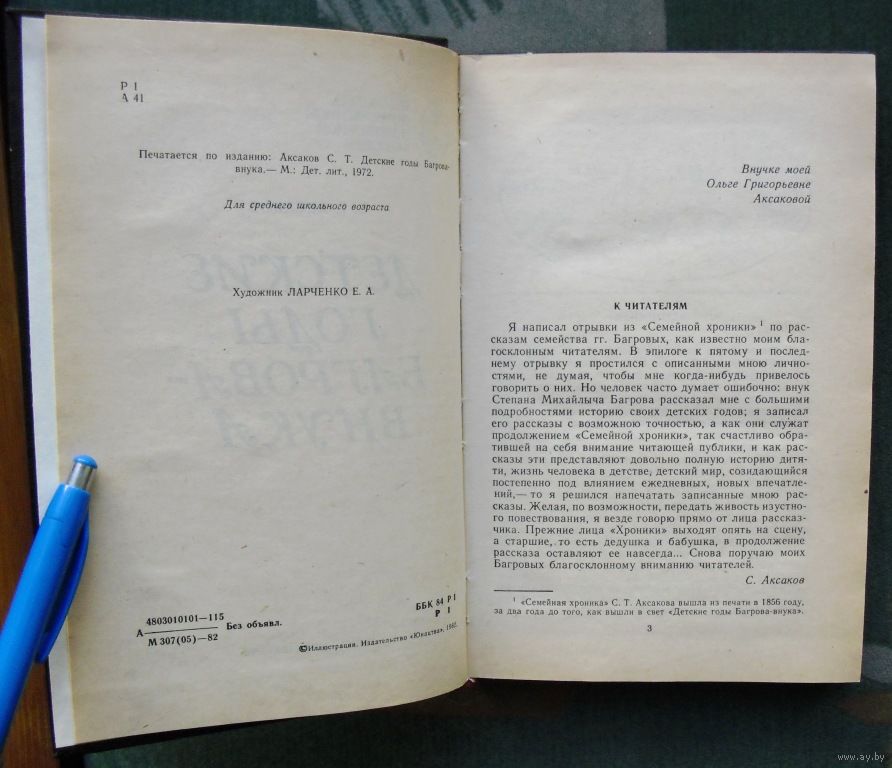 Р 1
А 41
Печатается по изданию: Аксаков С. Т. Детские годы Багрова-
внука.— М.: Дет. лит., 1972.
Для среднего школьного возраста
Художник ЛАРЧЕНКО Е. А.
А
4803010101—115
М 307(05)—82
Без объявл.
ББК 84 Р 1
Р 1
©Иллюстрации. Издательство «Юнацтва», 1982.
Внучке моей
Ольге Григорьевне
Аксаковой
К ЧИТАТЕЛЯМ
Я написал отрывки из «Семейной хроники» ¹ по рас-
сказам семейства гг. Багровых, как известно моим бла-
госклонным читателям. В эпилоге к пятому и послед-
нему отрывку я простился с описанными мною лично-
стями, не думая, чтобы мне когда-нибудь привелось
говорить о них. Но человек часто думает ошибочно: внук
Степана Михайлыча Багрова рассказал мне с большими
подробностями историю своих детских годов; я записал
его рассказы с возможною точностью, а как они служат
продолжением «Семейной хроники», так счастливо обра-
тившей на себя внимание читающей публики, и как рас-
сказы эти представляют довольно полную историю дитя-
ти, жизнь человека в детстве, детский мир, созидающийся
постепенно под влиянием ежедневных, новых впечатле-
ний,— то я решился напечатать записанные мною рас-
сказы. Желая, по возможности, передать живость изустно-
го повествования, я везде говорю прямо от лица рассказ-
чика. Прежние лица «Хроники» выходят опять на сцену,
а старшие, то есть дедушка и бабушка, в продолжение
рассказа оставляют ее навсегда... Снова поручаю моих
Багровых благосклонному вниманию читателей.
С. Аксаков
¹ «Семейная хроника» С. Т. Аксакова вышла из печати в 1856 году,
за два года до того, как вышли в свет «Детские годы Багрова-внука».
3
www.ay.by